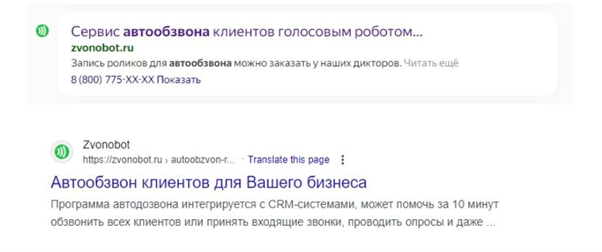 Сервис автообзвона клиентов голосовым роботом...
zvonobot.ru
Запись роликов для автообзвона можно заказать у наших дикторов. Читать ещё
8 (800) 775-XX-XX Показать
Zvonobot
https://zvonobot.ru › autoobzvon-r... · Translate this page
Автообзвон клиентов для Вашего бизнеса
Программа автодозвона интегрируется с CRM-системами, может помочь за 10 минут
обзвонить всех клиентов или принять входящие звонки, проводить опросы и даже ...